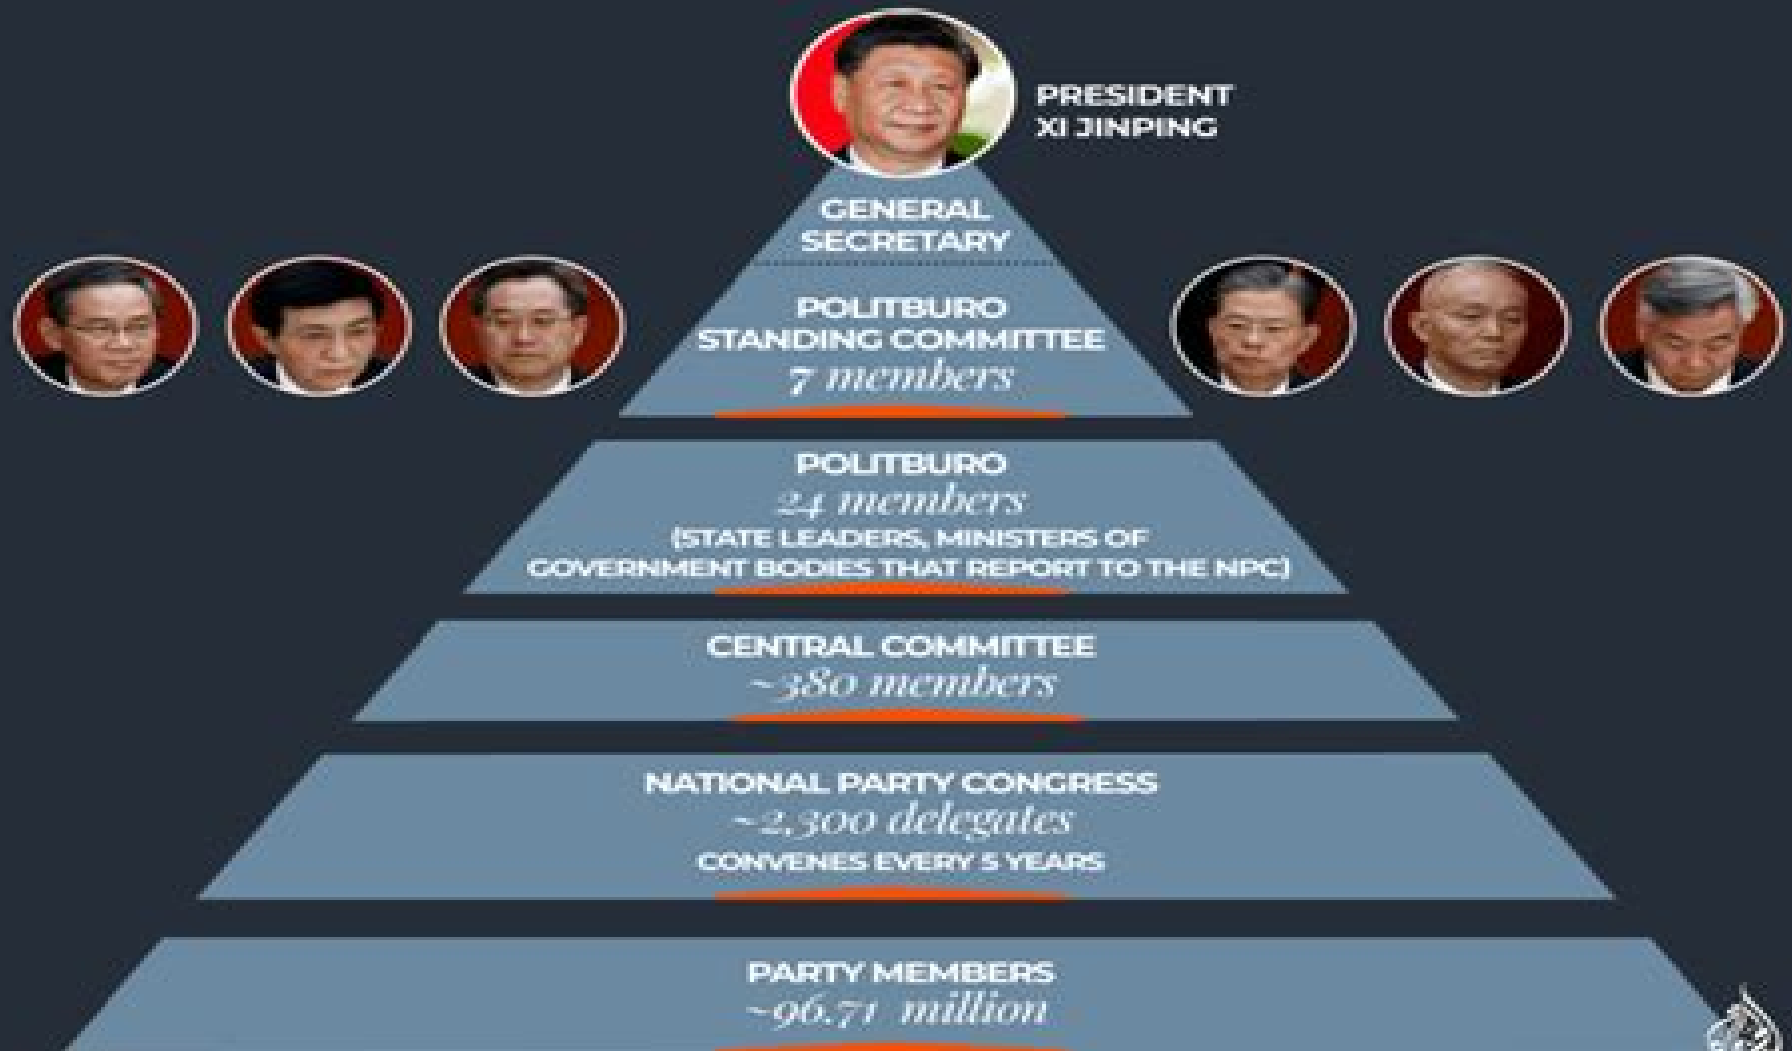 PRESIDENT
XI JINPING
GENERAL
SECRETARY
POLITBURO
STANDING COMMITTEE
7 members
POLITBURO
24 members
(STATE LEADERS, MINISTERS OF
GOVERNMENT BODIES THAT REPORT TO THE NPC)
CENTRAL COMMITTEE
~380 members
NATIONAL PARTY CONGRESS
~2,300 delegates
CONVENES EVERY 5 YEARS
PARTY MEMBERS
~96.71 million